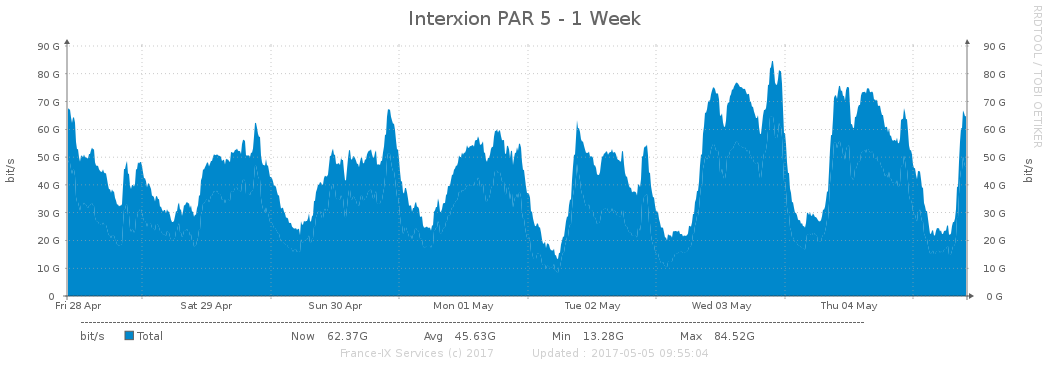 Interxion PAR 5 - 1 Week
RRDTOOL / TOBI OETIKER
90 G 90 G
80 G 80 G
70 G 70 G
60 G 60 G
50 G 50 G
40 G 40 G
30 G 30 G
20 G 20 G
10 G 10 G
0 0 G
bit/s bit/s
Fri 28 Apr Sat 29 Apr Sun 30 Apr Mon 01 May Tue 02 May Wed 03 May Thu 04 May
bit/s Total Now 62.37G Avg 45.63G Min 13.28G Max 84.52G
France-IX Services (c) 2017 Updated : 2017-05-05 09:55:04